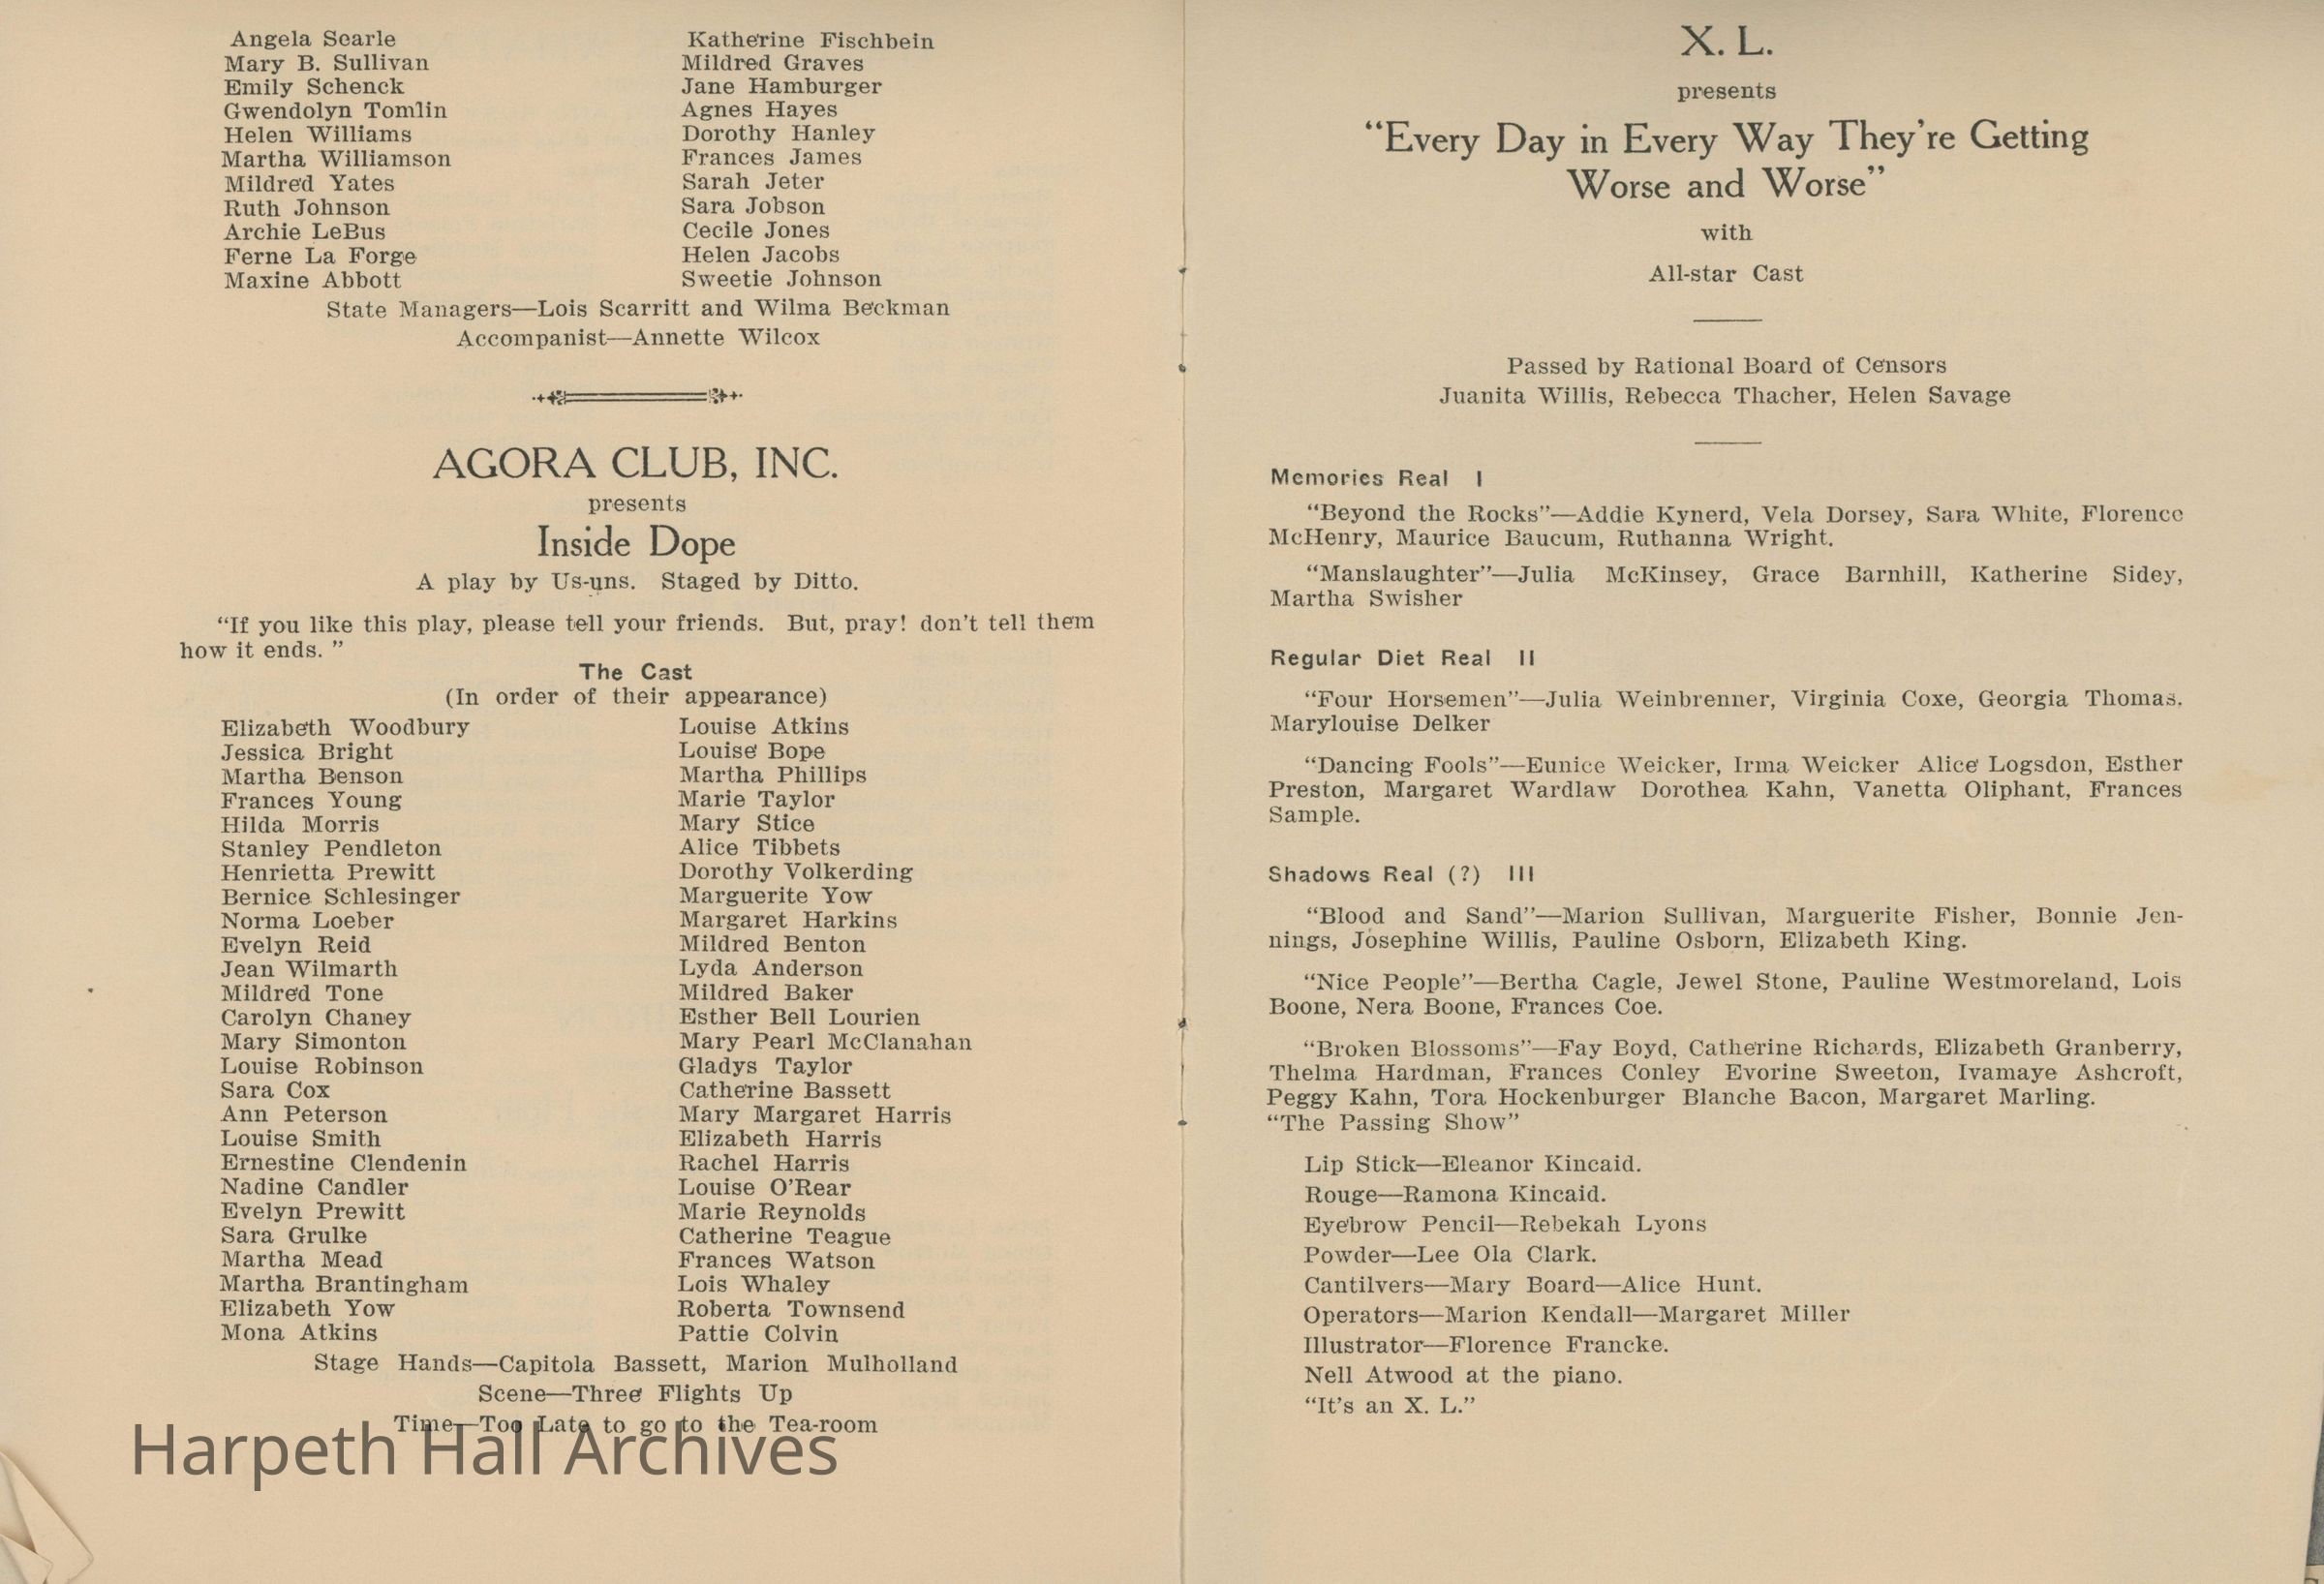 Angela Searle
Mary B. Sullivan
Emily Schenck
Gwendolyn Tomlin
Helen Williams
Martha Williamson
Mildred Yates
Ruth Johnson
Archie LeBus
Ferne La Forge
Maxine Abbott
Katherine Fischbein
Mildred Graves
Jane Hamburger
Agnes Hayes
Dorothy Hanley
Frances James
Sarah Jeter
Sara Jobson
Cecile Jones
Helen Jacobs
Sweetie Johnson
State Managers—Lois Scarritt and Wilma Beckman
Accompanist—Annette Wilcox
AGORA CLUB, INC.
presents
Inside Dope
A play by Us-uns. Staged by Ditto.
“If you like this play, please tell your friends. But, pray! don’t tell them
how it ends. ”
The Cast
(In order of their appearance)
Elizabeth Woodbury
Jessica Bright
Martha Benson
Frances Young
Hilda Morris
Stanley Pendleton
Henrietta Prewitt
Bernice Schlesinger
Norma Loeber
Evelyn Reid
Jean Wilmarth
Mildred Tone
Carolyn Chaney
Mary Simonton
Louise Robinson
Sara Cox
Ann Peterson
Louise Smith
Ernestine Clendenin
Nadine Candler
Evelyn Prewitt
Sara Grulke
Martha Mead
Martha Brantingham
Elizabeth Yow
Mona Atkins
Louise Atkins
Louise Bope
Martha Phillips
Marie Taylor
Mary Stice
Alice Tibbets
Dorothy Volkerding
Marguerite Yow
Margaret Harkins
Mildred Benton
Lyda Anderson
Mildred Baker
Esther Bell Lourien
Mary Pearl McClanahan
Gladys Taylor
Catherine Bassett
Mary Margaret Harris
Elizabeth Harris
Rachel Harris
Louise O’Rear
Marie Reynolds
Catherine Teague
Frances Watson
Lois Whaley
Roberta Townsend
Pattie Colvin
Stage Hands—Capitola Bassett, Marion Mulholland
Scene—Three Flights Up
Time—Too Late to go to the Tea-room
Harpeth Hall Archives
X. L.
presents
“Every Day in Every Way They’re Getting
Worse and Worse”
with
All-star Cast
Passed by Rational Board of Censors
Juanita Willis, Rebecca Thacher, Helen Savage
Memories Real I
“Beyond the Rocks”—Addie Kynerd, Vela Dorsey, Sara White, Florence
McHenry, Maurice Baucum, Ruthanna Wright.
“Manslaughter”—Julia McKinsey, Grace Barnhill, Katherine Sidey,
Martha Swisher
Regular Diet Real II
“Four Horsemen”—Julia Weinbrenner, Virginia Coxe, Georgia Thomas.
Marylouise Delker
“Dancing Fools”—Eunice Weicker, Irma Weicker Alice Logsdon, Esther
Preston, Margaret Wardlaw Dorothea Kahn, Vanetta Oliphant, Frances
Sample.
Shadows Real (?) III
“Blood and Sand”—Marion Sullivan, Marguerite Fisher, Bonnie Jen-
nings, Josephine Willis, Pauline Osborn, Elizabeth King.
“Nice People”—Bertha Cagle, Jewel Stone, Pauline Westmoreland, Lois
Boone, Nera Boone, Frances Coe.
“Broken Blossoms”—Fay Boyd, Catherine Richards, Elizabeth Granberry,
Thelma Hardman, Frances Conley Evorine Sweeton, Ivamaye Ashcroft,
Peggy Kahn, Tora Hockenburger Blanche Bacon, Margaret Marling.
“The Passing Show”
Lip Stick—Eleanor Kincaid.
Rouge—Ramona Kincaid.
Eyebrow Pencil—Rebekah Lyons
Powder—Lee Ola Clark.
Cantilvers—Mary Board—Alice Hunt.
Operators—Marion Kendall—Margaret Miller
Illustrator—Florence Francke.
Nell Atwood at the piano.
“It’s an X. L.”